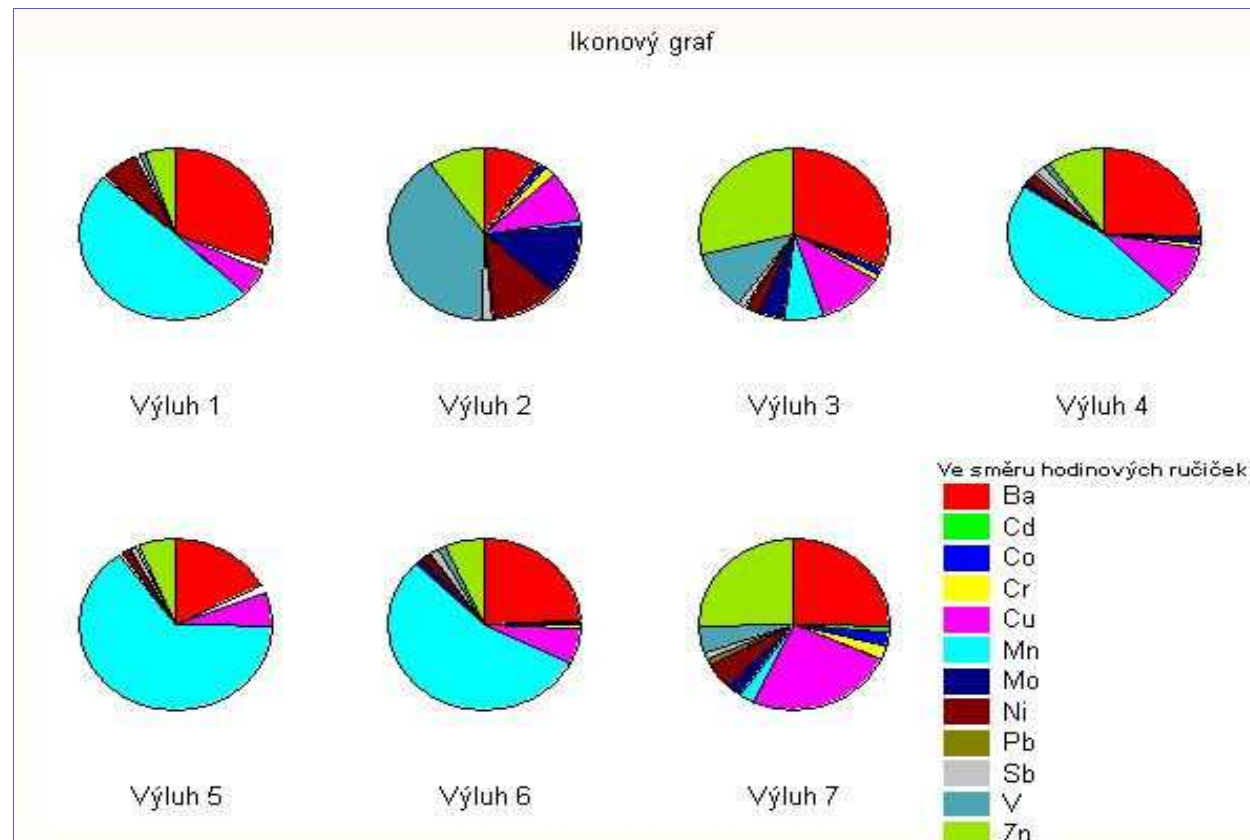 Ikonový graf
Výluh 1
Výluh 2
Výluh 3
Výluh 4
Ve směru hodinových ručiček
Ba
Cd
Co
Cr
Cu
Mn
Mo
Ni
Pb
Sb
V
Zn
Výluh 5
Výluh 6
Výluh 7